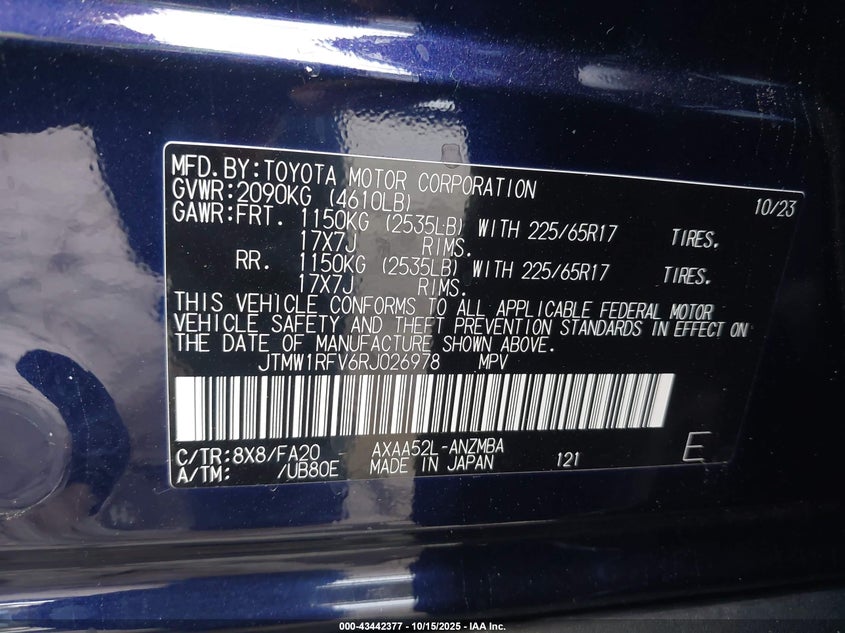 MFD.BY:TOYOTA MOTOR CORPORATION 10/23
GVWR:2090KG (4610LB)
GAWR:FRT. 1150KG (2535LB) WITH 225/65R17 TIRES.
17X7J RIMS.
RR. 1150KG (2535LB) WITH 225/65R17 TIRES.
17X7J RIMS.
THIS VEHICLE CONFORMS TO ALL APPLICABLE FEDERAL MOTOR
VEHICLE SAFETY AND THEFT PREVENTION STANDARDS IN EFFECT ON
THE DATE OF MANUFACTURE SHOWN ABOVE.
JTMW1RFV6RJ026978 MPV
C/TR:8X8/FA20 AXAA52L-ANZMBA
A/TM: /UB80E MADE IN JAPAN 121 E
000-43442377 - 10/15/2025 - IAA Inc.